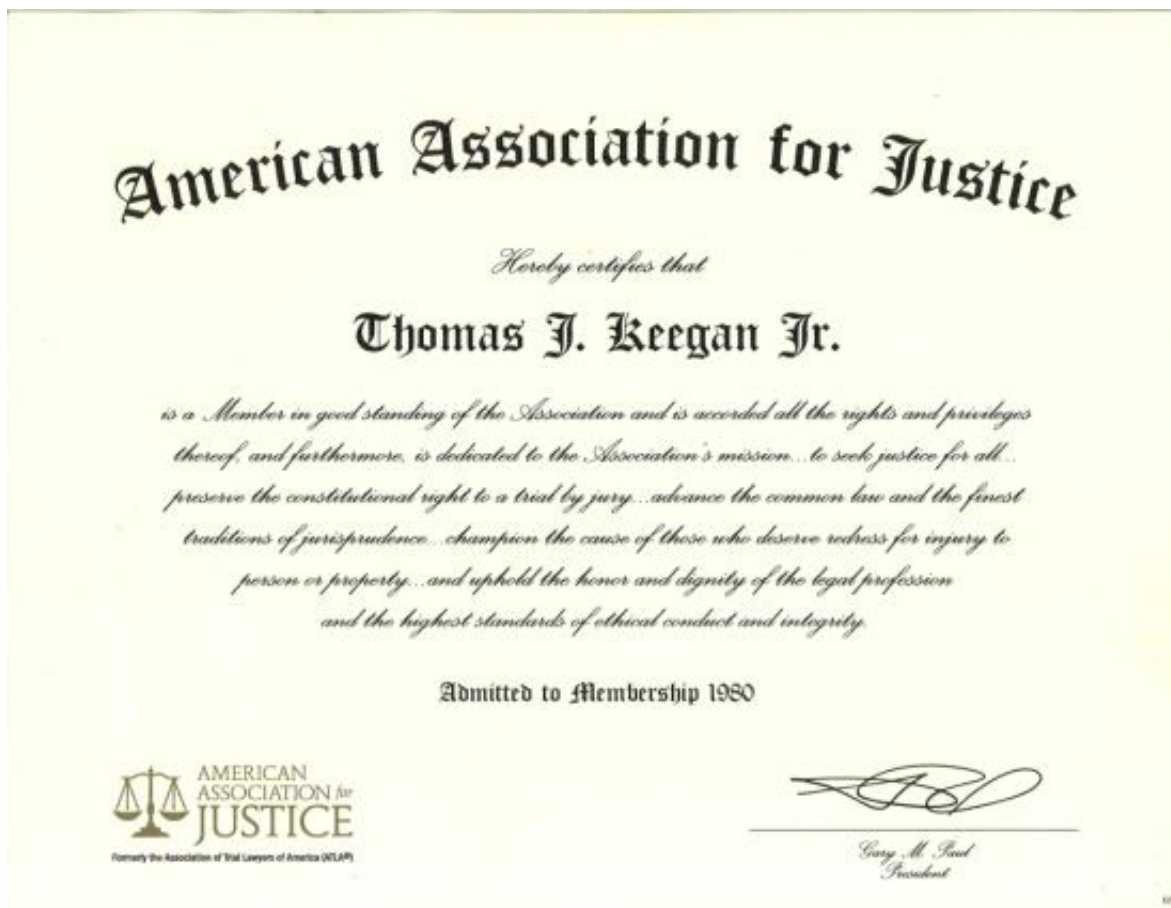 American Association for Justice
Hereby certifies that
Thomas J. Keegan Jr.
is a Member in good standing of the Association and is accorded all the rights and privileges
thereof, and furthermore, is dedicated to the Association's mission...to seek justice for all...
preserve the constitutional right to a trial by jury...advance the common law and the finest
traditions of jurisprudence...champion the cause of those who deserve redress for injury to
person or property...and uphold the honor and dignity of the legal profession
and the highest standards of ethical conduct and integrity.
Admitted to Membership 1980
AMERICAN
ASSOCIATION for
JUSTICE
Formerly the Association of Trial Lawyers of America (ATLA®)
Gary M. Paul
President